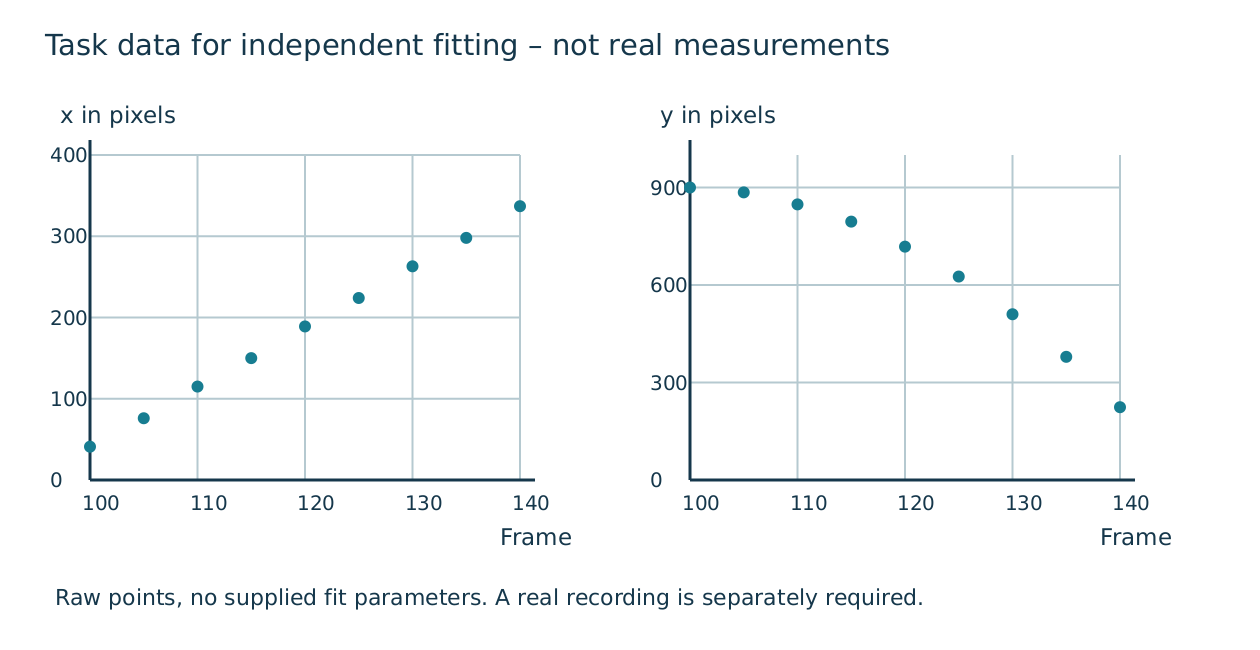 Task data for independent fitting – not real measurements
x in pixels
400
300
200
100
0
100 110 120 130 140
Frame
y in pixels
900
600
300
0
100 110 120 130 140
Frame
Raw points, no supplied fit parameters. A real recording is separately required.